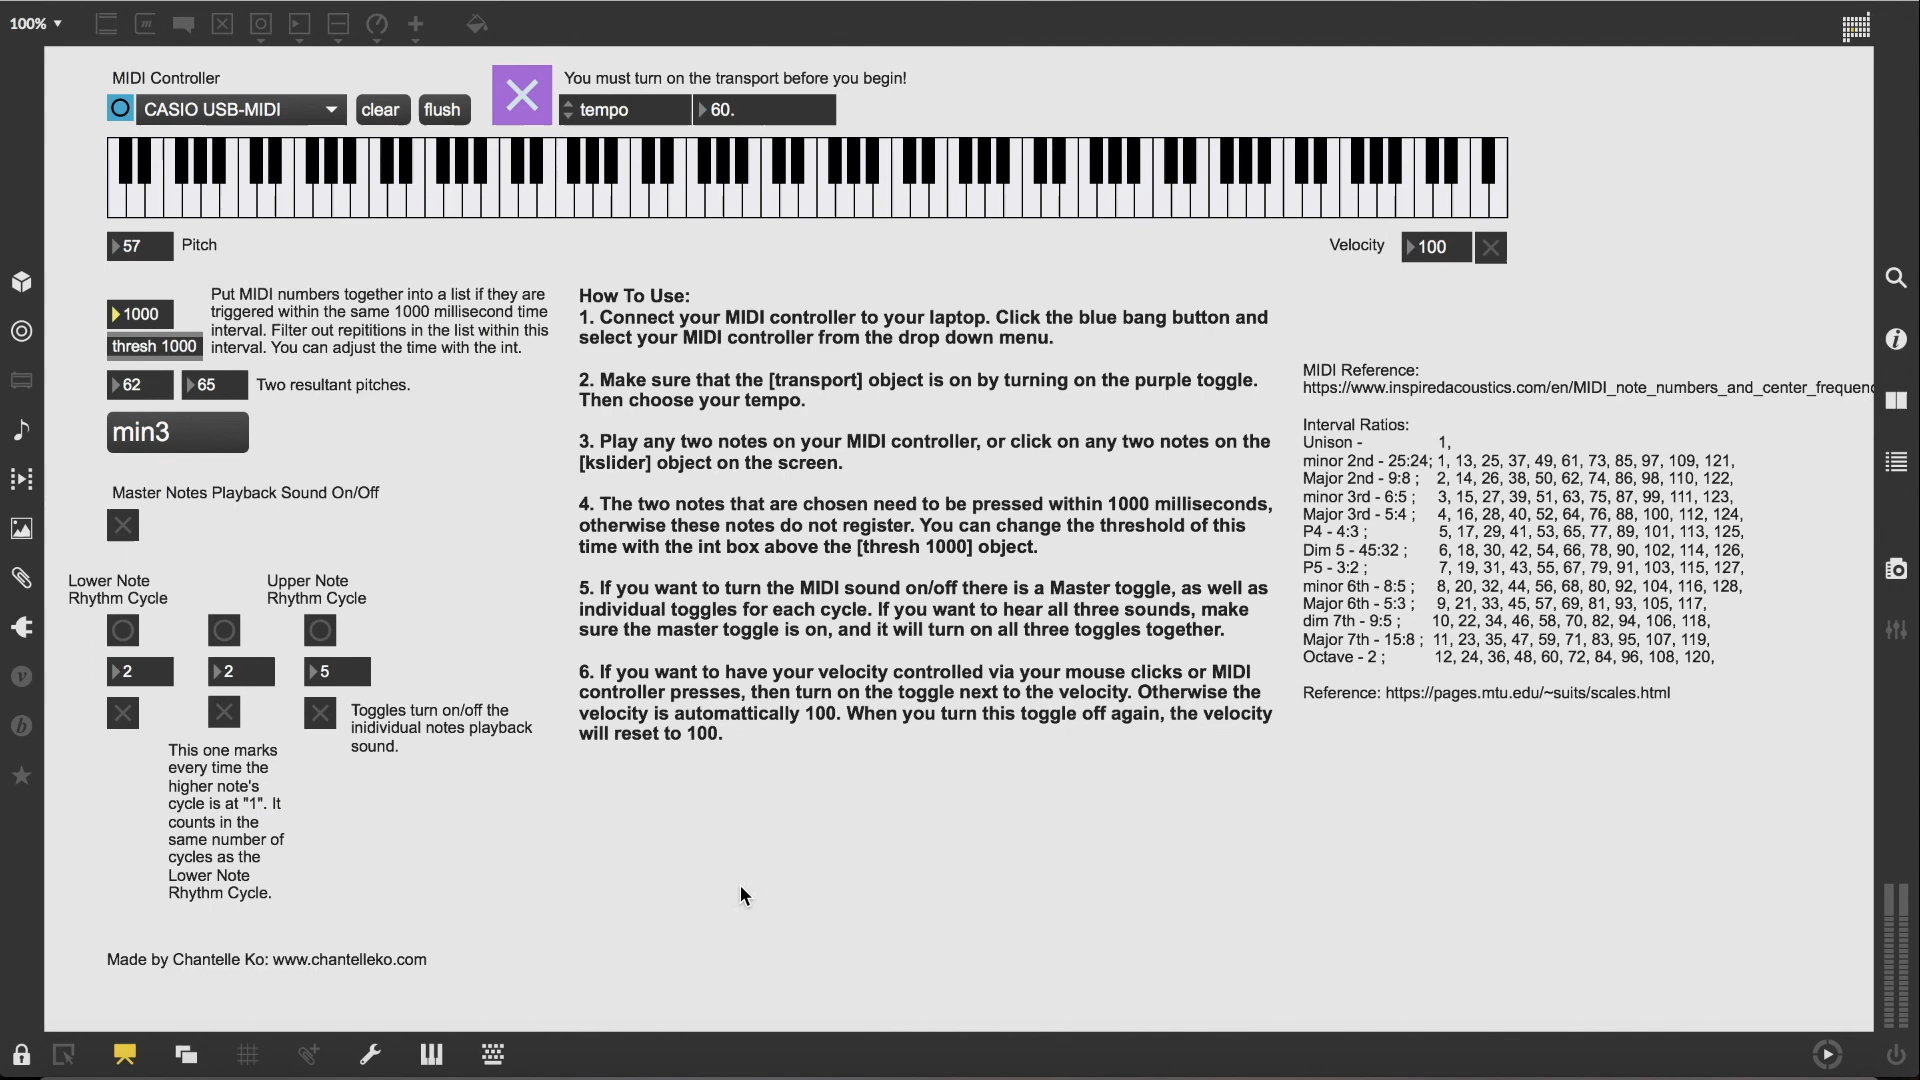 100%
MIDI Controller
You must turn on the transport before you begin!
CASIO USB-MIDI
clear
flush
tempo
60.
57
Pitch
Velocity
100
1000
thresh 1000
Put MIDI numbers together into a list if they are
triggered within the same 1000 millisecond time
interval. Filter out repititions in the list within this
interval. You can adjust the time with the int.
62
65
Two resultant pitches.
min3
Master Notes Playback Sound On/Off
Lower Note
Rhythm Cycle
Upper Note
Rhythm Cycle
2
2
5
Toggles turn on/off the
inidividual notes playback
sound.
This one marks
every time the
higher note's
cycle is at "1". It
counts in the
same number of
cycles as the
Lower Note
Rhythm Cycle.
Made by Chantelle Ko: www.chantelleko.com
How To Use:
1. Connect your MIDI controller to your laptop. Click the blue bang button and
select your MIDI controller from the drop down menu.
2. Make sure that the [transport] object is on by turning on the purple toggle.
Then choose your tempo.
3. Play any two notes on your MIDI controller, or click on any two notes on the
[kslider] object on the screen.
4. The two notes that are chosen need to be pressed within 1000 milliseconds,
otherwise these notes do not register. You can change the threshold of this
time with the int box above the [thresh 1000] object.
5. If you want to turn the MIDI sound on/off there is a Master toggle, as well as
individual toggles for each cycle. If you want to hear all three sounds, make
sure the master toggle is on, and it will turn on all three toggles together.
6. If you want to have your velocity controlled via your mouse clicks or MIDI
controller presses, then turn on the toggle next to the velocity. Otherwise the
velocity is automattically 100. When you turn this toggle off again, the velocity
will reset to 100.
MIDI Reference:
https://www.inspiredacoustics.com/en/MIDI_note_numbers_and_center_frequenc
Interval Ratios:
Unison - 1,
minor 2nd - 25:24; 1, 13, 25, 37, 49, 61, 73, 85, 97, 109, 121,
Major 2nd - 9:8 ; 2, 14, 26, 38, 50, 62, 74, 86, 98, 110, 122,
minor 3rd - 6:5 ; 3, 15, 27, 39, 51, 63, 75, 87, 99, 111, 123,
Major 3rd - 5:4 ; 4, 16, 28, 40, 52, 64, 76, 88, 100, 112, 124,
P4 - 4:3 ; 5, 17, 29, 41, 53, 65, 77, 89, 101, 113, 125,
Dim 5 - 45:32 ; 6, 18, 30, 42, 54, 66, 78, 90, 102, 114, 126,
P5 - 3:2 ; 7, 19, 31, 43, 55, 67, 79, 91, 103, 115, 127,
minor 6th - 8:5 ; 8, 20, 32, 44, 56, 68, 80, 92, 104, 116, 128,
Major 6th - 5:3 ; 9, 21, 33, 45, 57, 69, 81, 93, 105, 117,
dim 7th - 9:5 ; 10, 22, 34, 46, 58, 70, 82, 94, 106, 118,
Major 7th - 15:8 ; 11, 23, 35, 47, 59, 71, 83, 95, 107, 119,
Octave - 2 ; 12, 24, 36, 48, 60, 72, 84, 96, 108, 120,
Reference: https://pages.mtu.edu/~suits/scales.html